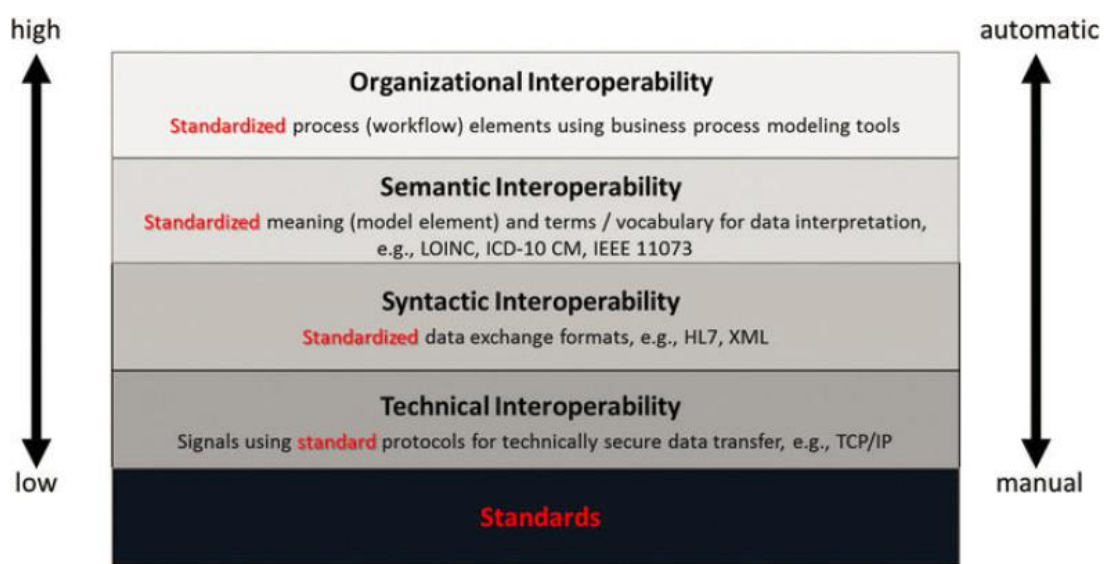 high
automatic
Organizational Interoperability
Standardized process (workflow) elements using business process modeling tools
Semantic Interoperability
Standardized meaning (model element) and terms / vocabulary for data interpretation,
e.g., LOINC, ICD-10 CM, IEEE 11073
Syntactic Interoperability
Standardized data exchange formats, e.g., HL7, XML
Technical Interoperability
Signals using standard protocols for technically secure data transfer, e.g., TCP/IP
low
manual
Standards